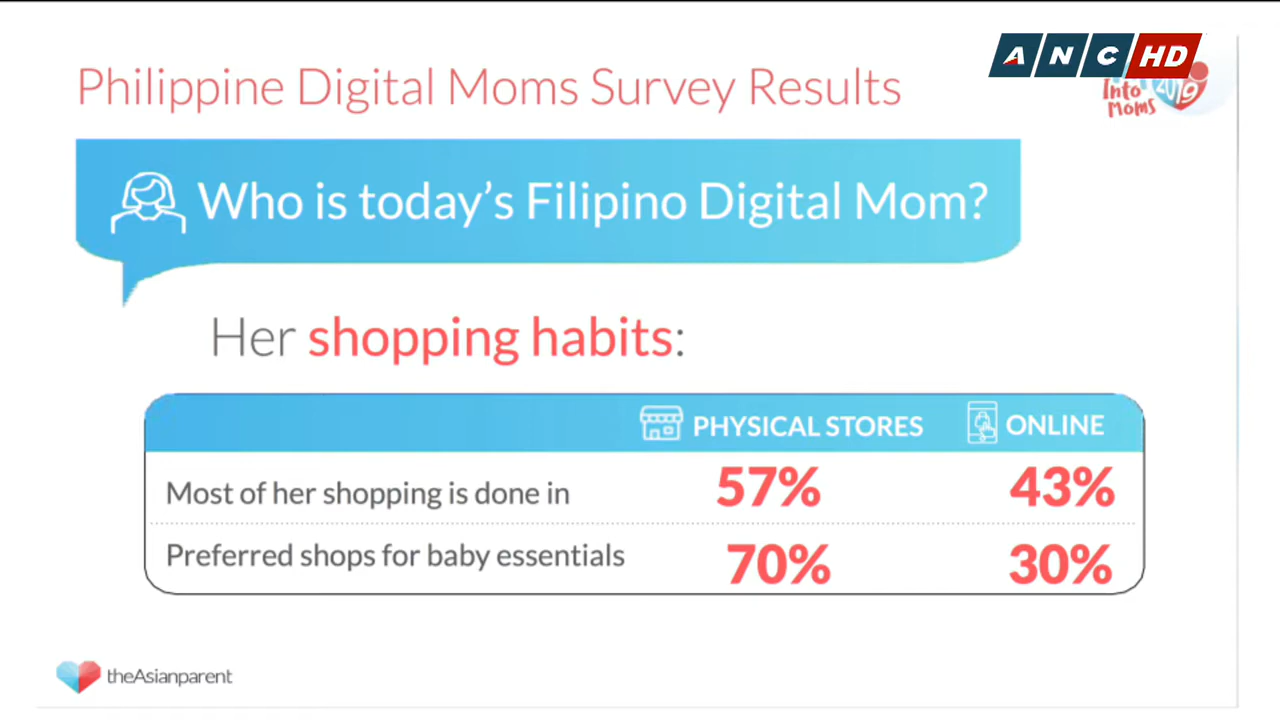 ANC HD
Philippine Digital Moms Survey Results
Into 2019
Moms
Who is today's Filipino Digital Mom?
Her shopping habits:
PHYSICAL STORES ONLINE
Most of her shopping is done in 57% 43%
Preferred shops for baby essentials 70% 30%
theAsianparent